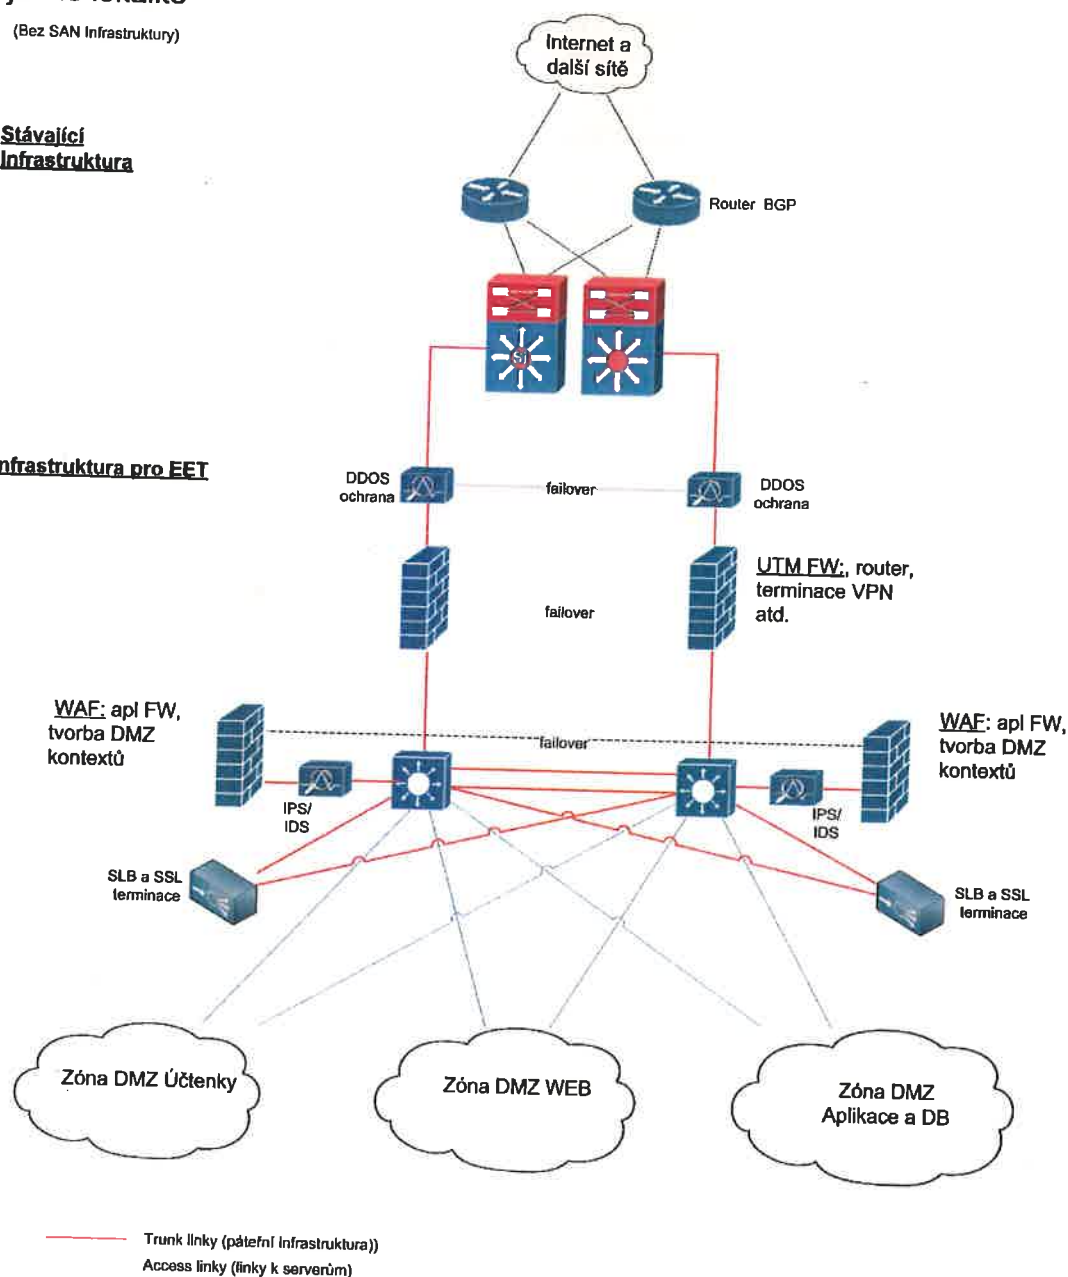 (Bez SAN Infrastruktury)
Internet a
další sítě
Stávající
Infrastruktura
Router BGP
Si
nfrastruktura pro EET
DDOS
ochrana
failover
DDOS
ochrana
UTM FW:, router,
terminace VPN
atd.
failover
WAF: apl FW,
tvorba DMZ
kontextů
failover
WAF: apl FW,
tvorba DMZ
kontextů
IPS/
IDS
IPS/
IDS
SLB a SSL
terminace
SLB a SSL
terminace
Zóna DMZ Účtenky
Zóna DMZ WEB
Zóna DMZ
Aplikace a DB
Trunk linky (páteřní infrastruktura))
Access linky (linky k serverům)